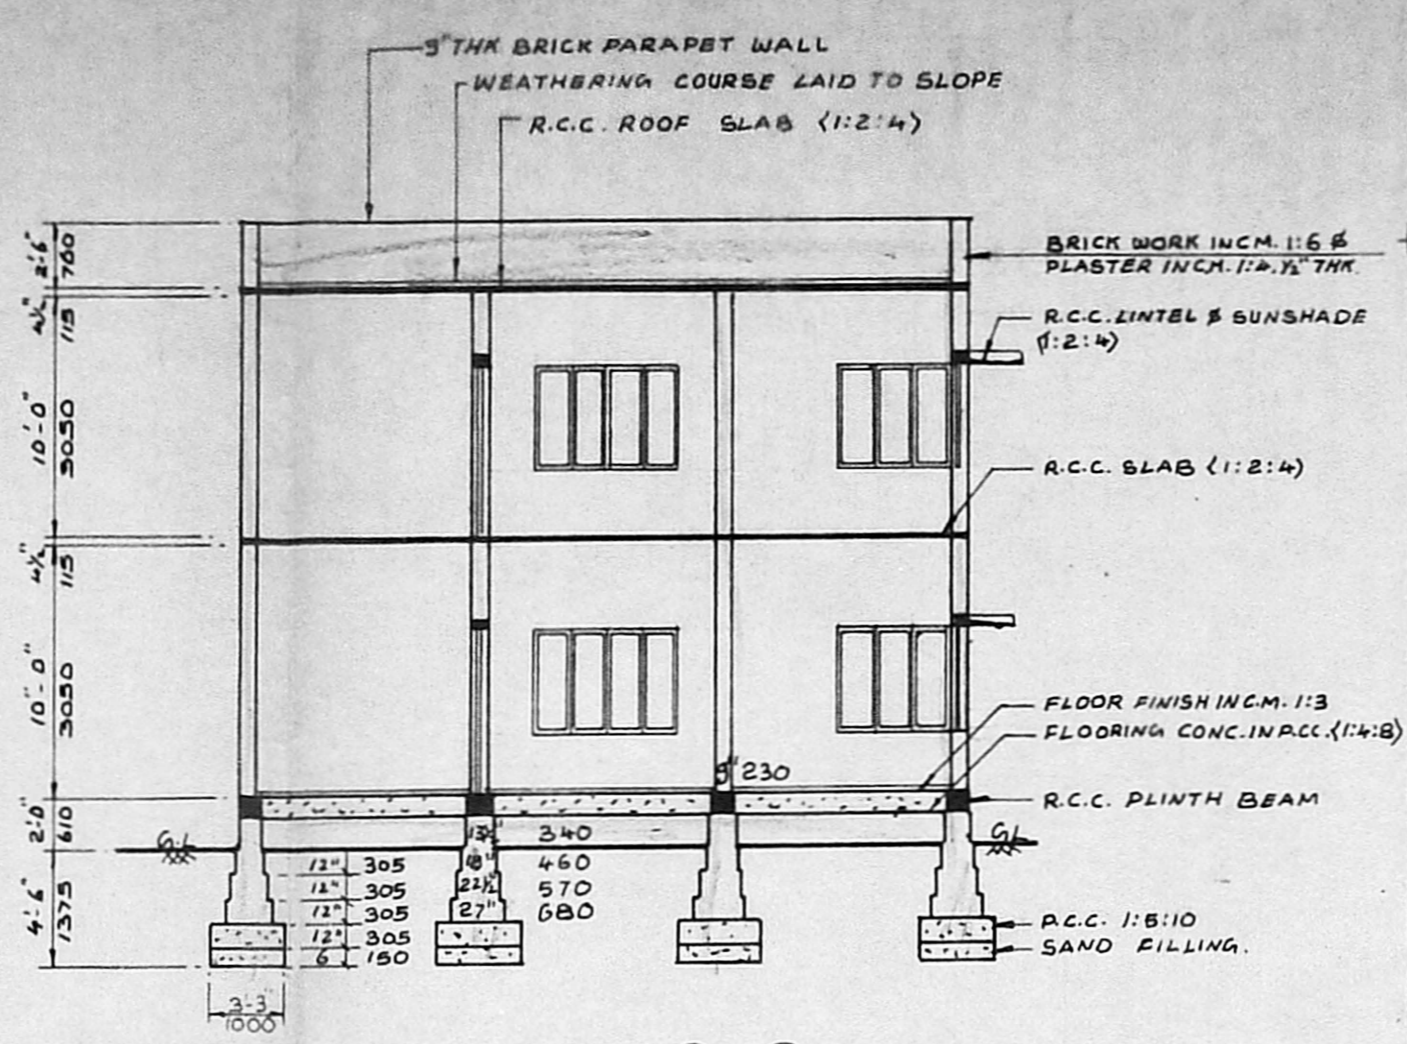 9" THK BRICK PARAPET WALL
WEATHERING COURSE LAID TO SLOPE
R.C.C. ROOF SLAB (1:2:4)
BRICK WORK IN C.M. 1:6 &
PLASTER IN C.M. 1:4, ½" THK.
R.C.C. LINTEL & SUNSHADE
(1:2:4)
R.C.C. SLAB (1:2:4)
FLOOR FINISH IN C.M. 1:3
FLOORING CONC. IN P.C.C. (1:4:8)
R.C.C. PLINTH BEAM
G.L
P.C.C. 1:5:10
SAND FILLING.
2'-6"
760
4½"
115
10'-0"
3050
4½"
115
10'-0"
3050
2'-0"
610
4'-6"
1375
G.L
9" 230
13½" 340
12" 305 18" 460
12" 305 22½" 570
12" 305 27" 680
12" 305
6 150
3'-3"
1000